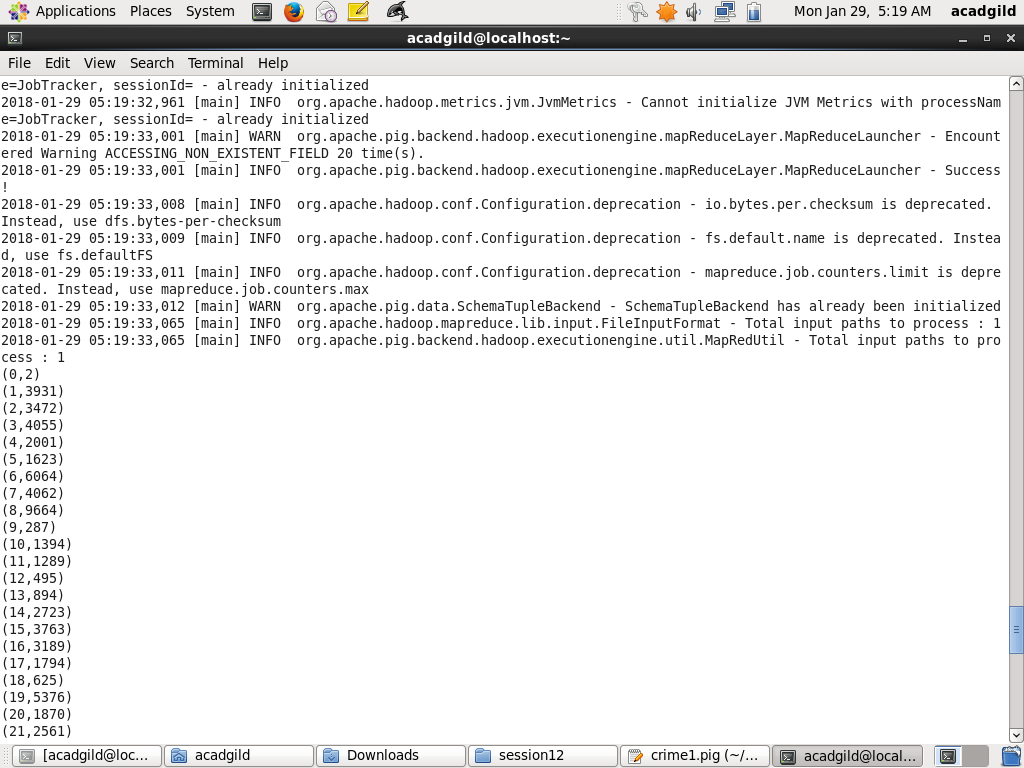 Applications Places System Mon Jan 29, 5:19 AM acadgild
acadgild@localhost:~
File Edit View Search Terminal Help
e=JobTracker, sessionId= - already initialized
2018-01-29 05:19:32,961 [main] INFO  org.apache.hadoop.metrics.jvm.JvmMetrics - Cannot initialize JVM Metrics with processNam
e=JobTracker, sessionId= - already initialized
2018-01-29 05:19:33,001 [main] WARN  org.apache.pig.backend.hadoop.executionengine.mapReduceLayer.MapReduceLauncher - Encount
ered Warning ACCESSING_NON_EXISTENT_FIELD 20 time(s).
2018-01-29 05:19:33,001 [main] INFO  org.apache.pig.backend.hadoop.executionengine.mapReduceLayer.MapReduceLauncher - Success
!
2018-01-29 05:19:33,008 [main] INFO  org.apache.hadoop.conf.Configuration.deprecation - io.bytes.per.checksum is deprecated.
Instead, use dfs.bytes-per-checksum
2018-01-29 05:19:33,009 [main] INFO  org.apache.hadoop.conf.Configuration.deprecation - fs.default.name is deprecated. Instea
d, use fs.defaultFS
2018-01-29 05:19:33,011 [main] INFO  org.apache.hadoop.conf.Configuration.deprecation - mapreduce.job.counters.limit is depre
cated. Instead, use mapreduce.job.counters.max
2018-01-29 05:19:33,012 [main] WARN  org.apache.pig.data.SchemaTupleBackend - SchemaTupleBackend has already been initialized
2018-01-29 05:19:33,065 [main] INFO  org.apache.hadoop.mapreduce.lib.input.FileInputFormat - Total input paths to process : 1
2018-01-29 05:19:33,065 [main] INFO  org.apache.pig.backend.hadoop.executionengine.util.MapRedUtil - Total input paths to pro
cess : 1
(0,2)
(1,3931)
(2,3472)
(3,4055)
(4,2001)
(5,1623)
(6,6064)
(7,4062)
(8,9664)
(9,287)
(10,1394)
(11,1289)
(12,495)
(13,894)
(14,2723)
(15,3763)
(16,3189)
(17,1794)
(18,625)
(19,5376)
(20,1870)
(21,2561)
[acadgild@loc... acadgild Downloads session12 crime1.pig (~/... acadgild@local...